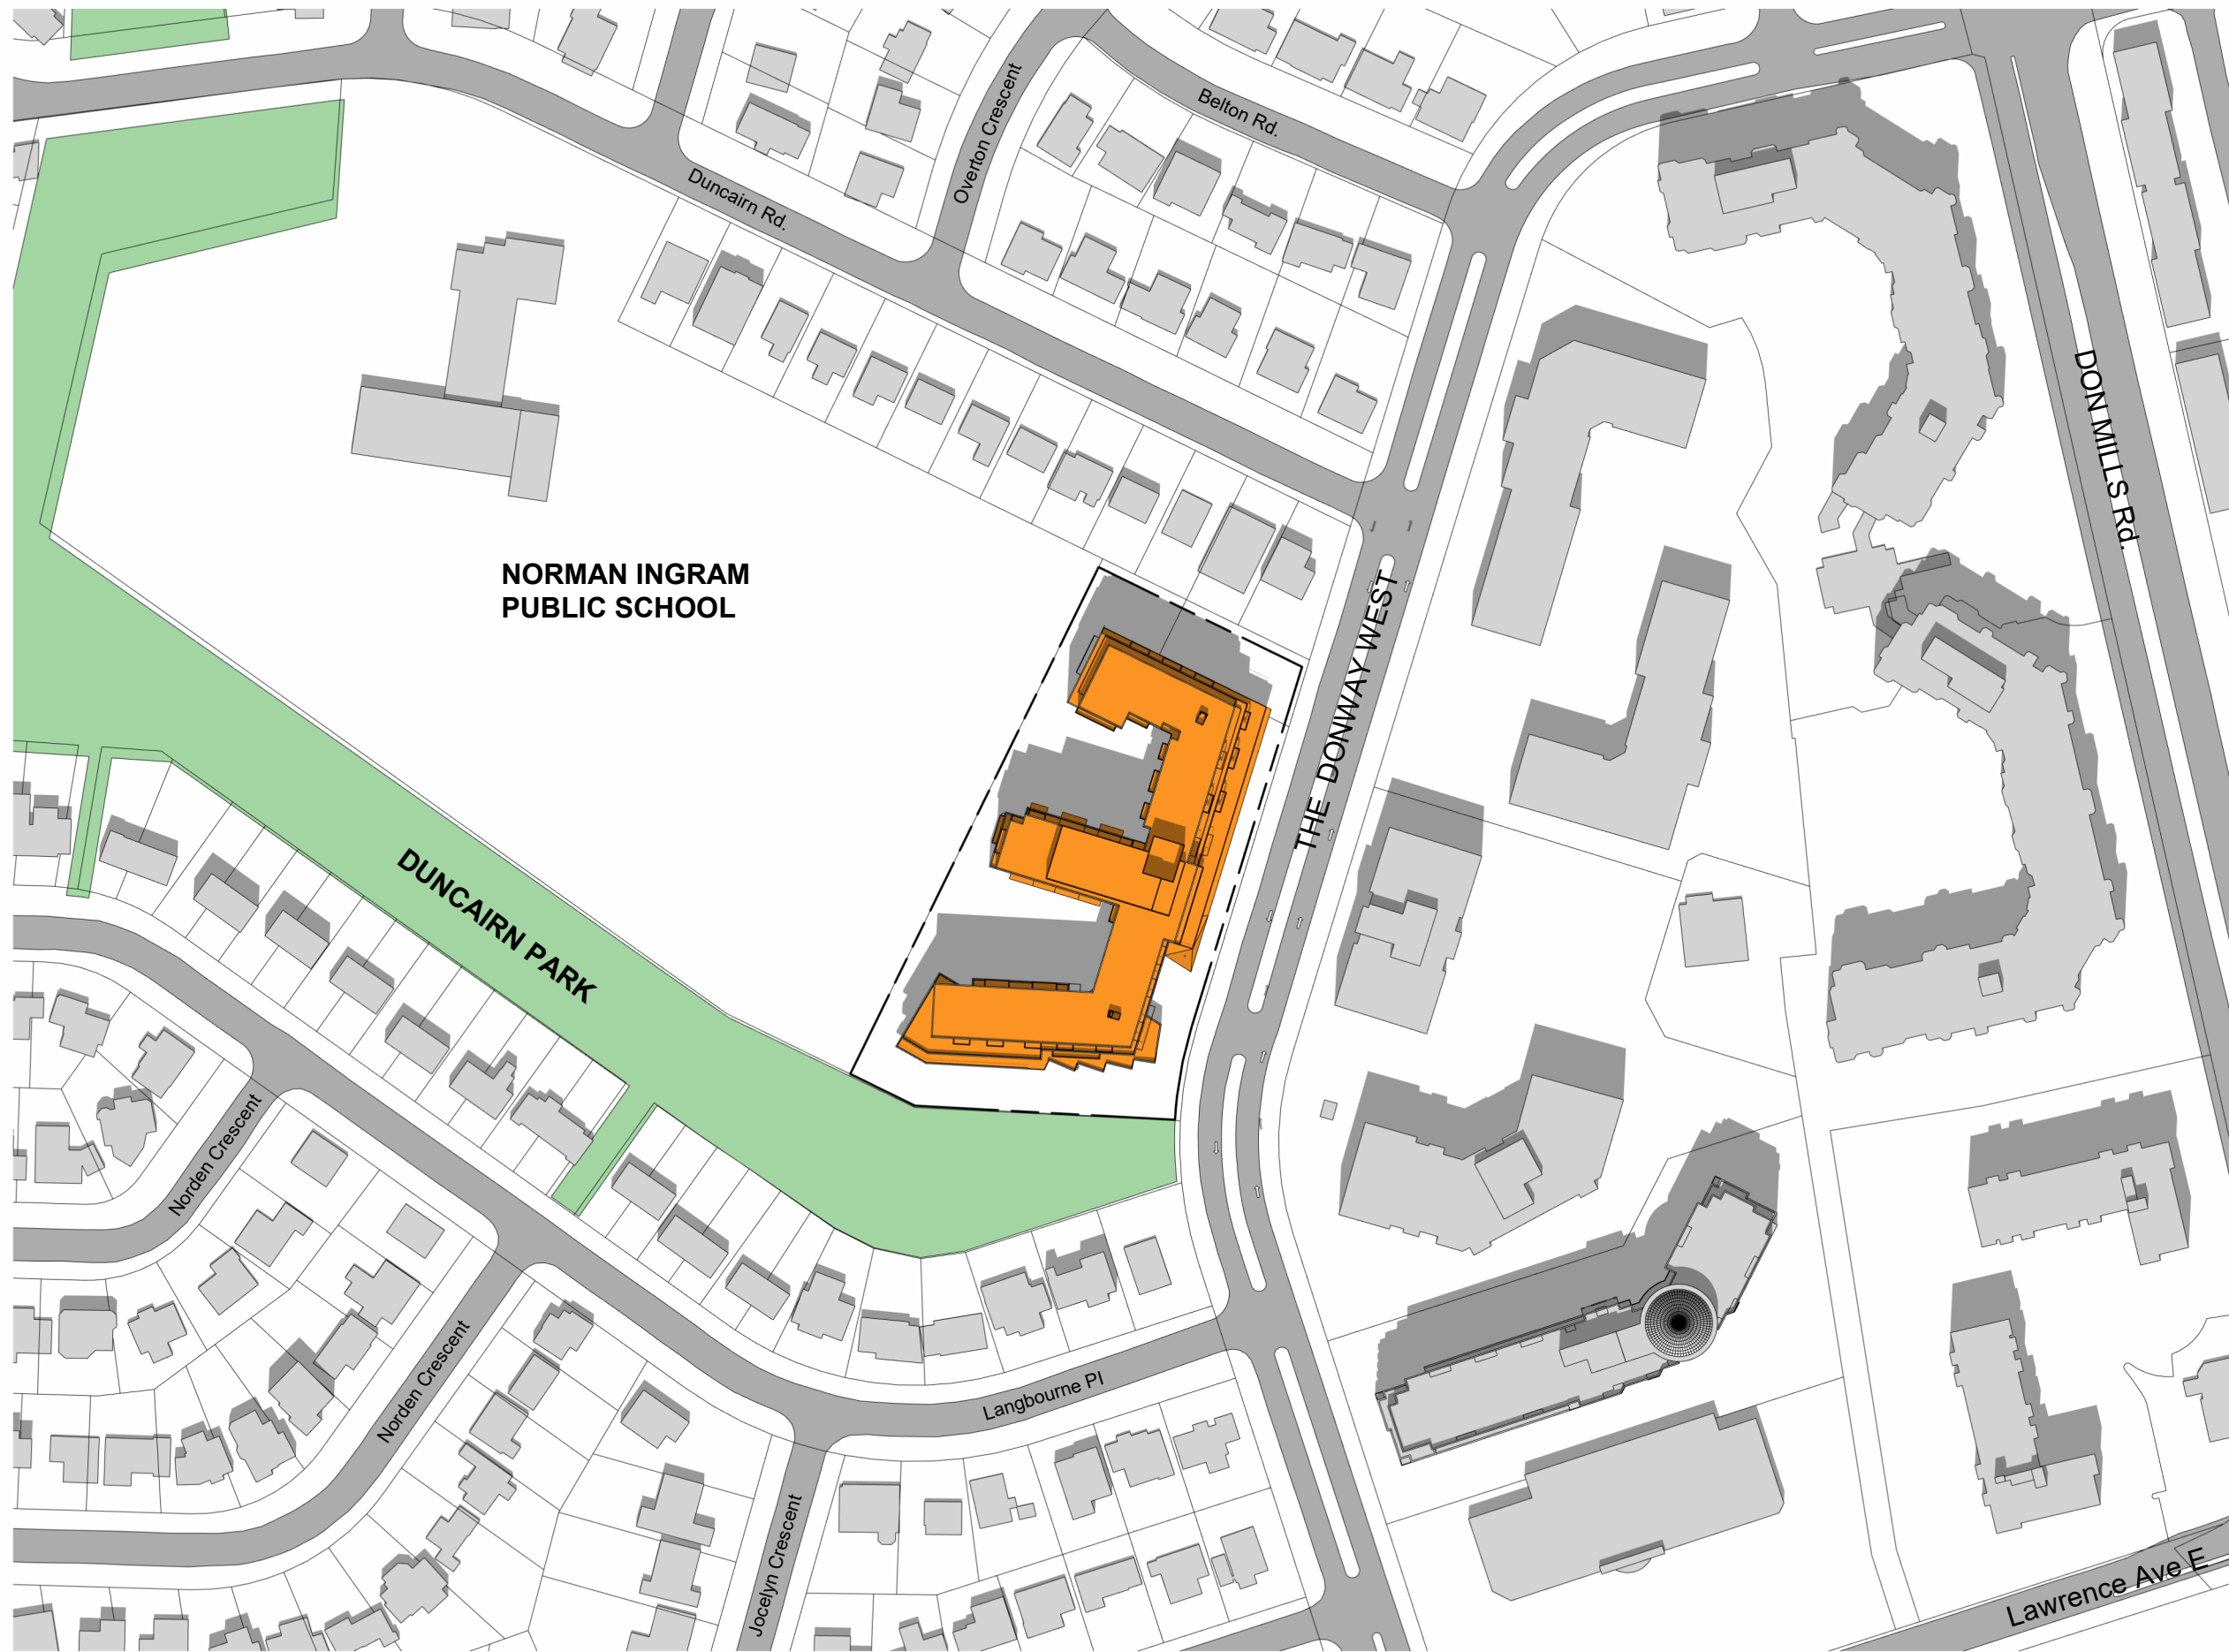 Belton Rd.
Overton Crescent
Duncairn Rd.
DON MILLS Rd.
NORMAN INGRAM
PUBLIC SCHOOL
THE DONWAY WEST
DUNCAIRN PARK
Norden Crescent
Norden Crescent
Langbourne Pl
Jocelyn Crescent
Lawrence Ave E